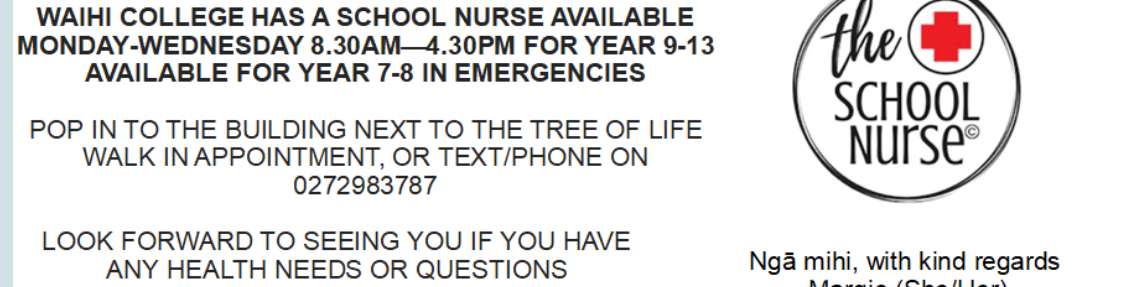 WAIHI COLLEGE HAS A SCHOOL NURSE AVAILABLE
MONDAY-WEDNESDAY 8.30AM—4.30PM FOR YEAR 9-13
AVAILABLE FOR YEAR 7-8 IN EMERGENCIES
POP IN TO THE BUILDING NEXT TO THE TREE OF LIFE
WALK IN APPOINTMENT, OR TEXT/PHONE ON
0272983787
LOOK FORWARD TO SEEING YOU IF YOU HAVE
ANY HEALTH NEEDS OR QUESTIONS
the
SCHOOL
nurse©
Ngā mihi, with kind regards
Margie (She/Her)